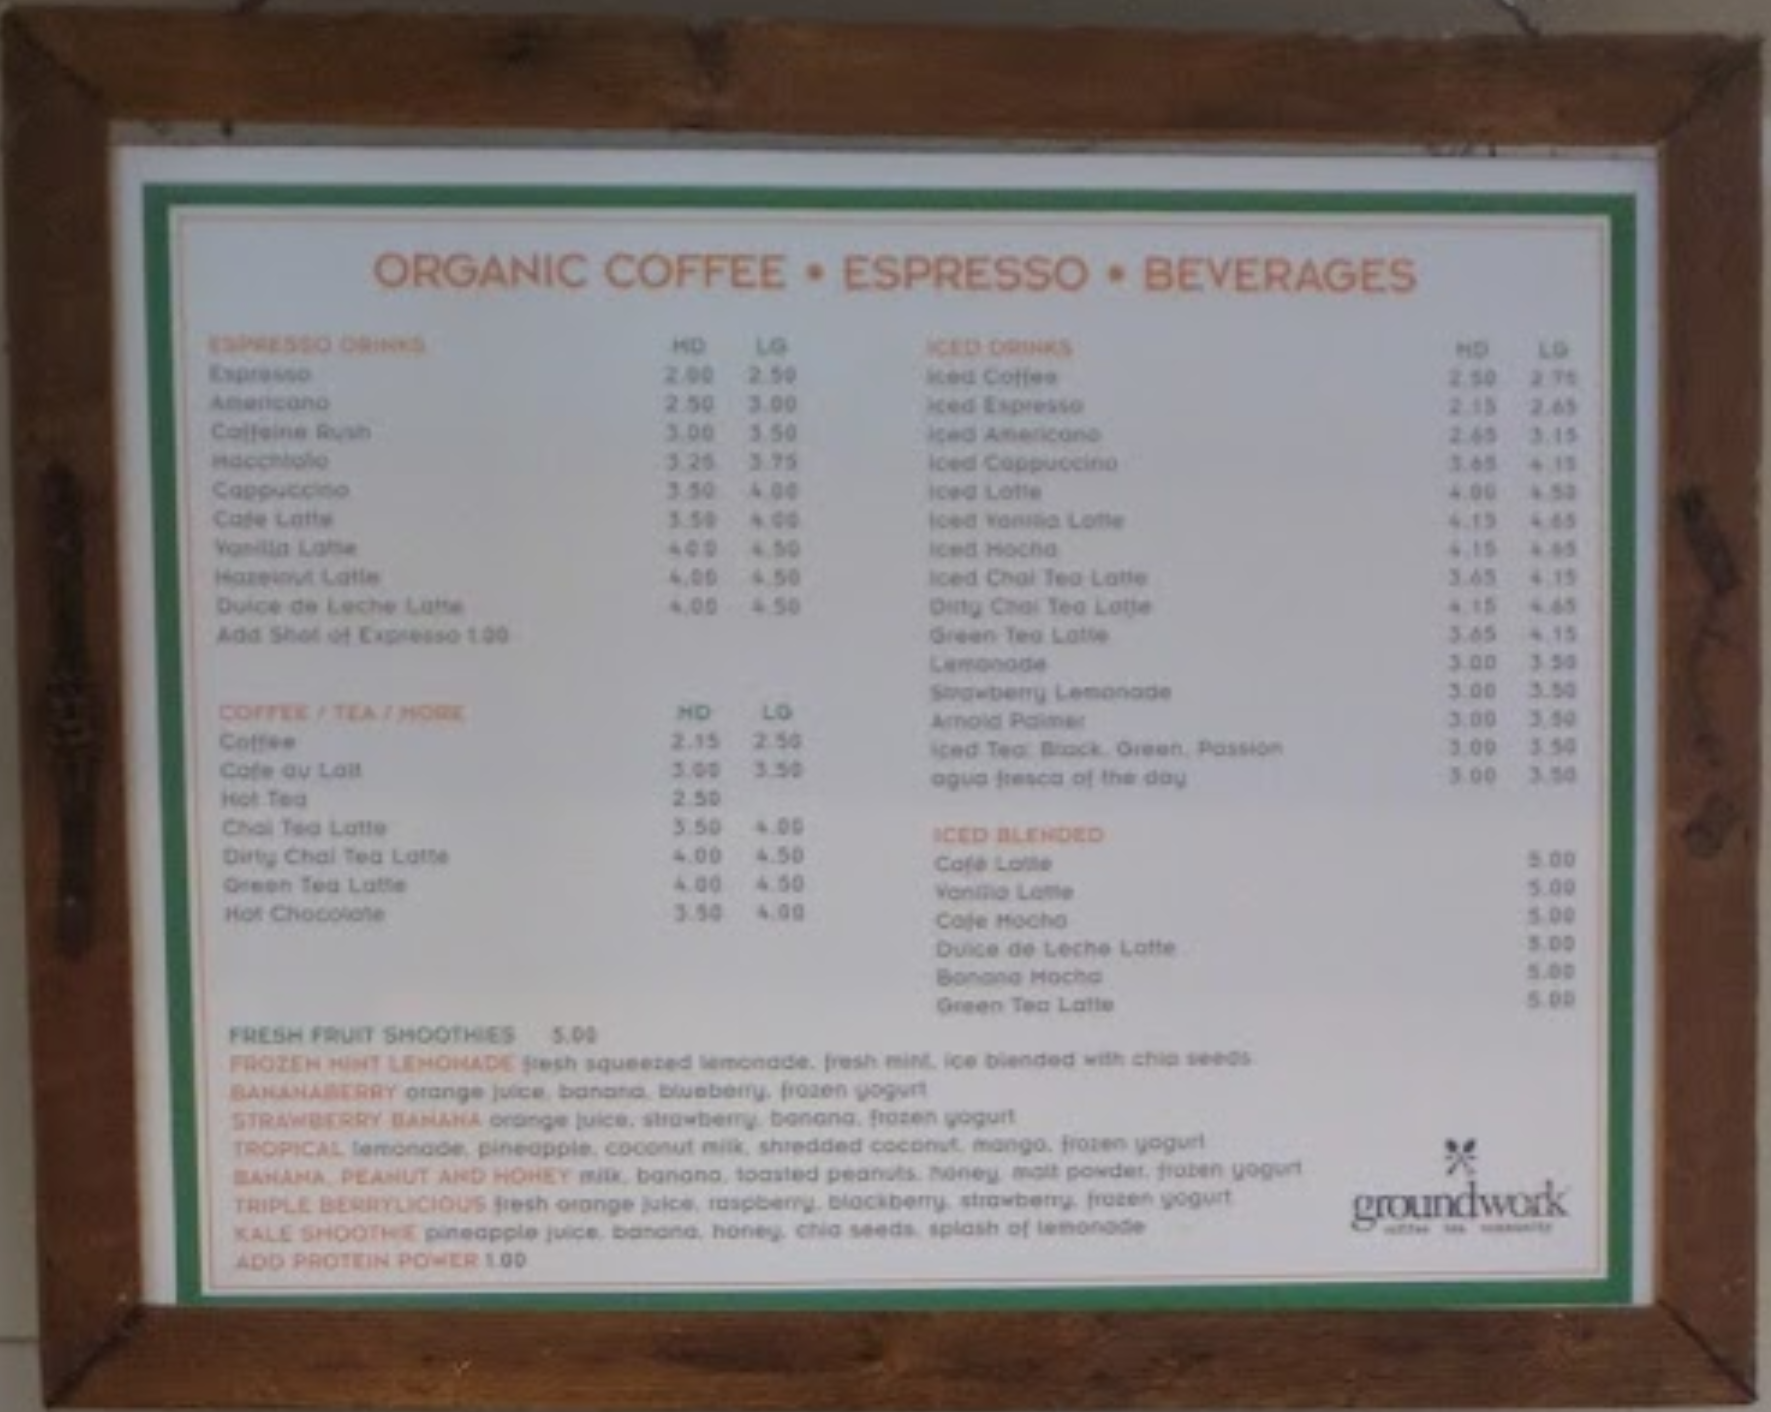 ORGANIC COFFEE • ESPRESSO • BEVERAGES
ESPRESSO DRINKS MD LG
Espresso 2.00 2.50
Americano 2.50 3.00
Caffeine Rush 3.00 3.50
Macchiato 3.25 3.75
Cappuccino 3.50 4.00
Cafe Latte 3.50 4.00
Vanilla Latte 4.00 4.50
Hazelnut Latte 4.00 4.50
Dulce de Leche Latte 4.00 4.50
Add Shot of Expresso 1.00
COFFEE / TEA / MORE MD LG
Coffee 2.15 2.50
Cafe au Lait 3.00 3.50
Hot Tea 2.50
Chai Tea Latte 3.50 4.00
Dirty Chai Tea Latte 4.00 4.50
Green Tea Latte 4.00 4.50
Hot Chocolate 3.50 4.00
ICED DRINKS MD LG
Iced Coffee 2.50 2.75
Iced Espresso 2.15 2.65
Iced Americano 2.65 3.15
Iced Cappuccino 3.65 4.15
Iced Latte 4.00 4.50
Iced Vanilla Latte 4.15 4.65
Iced Mocha 4.15 4.65
Iced Chai Tea Latte 3.65 4.15
Dirty Chai Tea Latte 4.15 4.65
Green Tea Latte 3.65 4.15
Lemonade 3.00 3.50
Strawberry Lemonade 3.00 3.50
Arnold Palmer 3.00 3.50
Iced Tea: Black, Green, Passion 3.00 3.50
agua fresca of the day 3.00 3.50
ICED BLENDED
Café Latte 5.00
Vanilla Latte 5.00
Cafe Mocha 5.00
Dulce de Leche Latte 5.00
Banana Mocha 5.00
Green Tea Latte 5.00
FRESH FRUIT SMOOTHIES 5.00
FROZEN MINT LEMONADE fresh squeezed lemonade, fresh mint, ice blended with chia seeds
BANANABERRY orange juice, banana, blueberry, frozen yogurt
STRAWBERRY BANANA orange juice, strawberry, banana, frozen yogurt
TROPICAL lemonade, pineapple, coconut milk, shredded coconut, mango, frozen yogurt
BANANA, PEANUT AND HONEY milk, banana, toasted peanuts, honey, malt powder, frozen yogurt
TRIPLE BERRYLICIOUS fresh orange juice, raspberry, blackberry, strawberry, frozen yogurt
KALE SMOOTHIE pineapple juice, banana, honey, chia seeds, splash of lemonade
ADD PROTEIN POWER 1.00
groundwork
coffee tea community